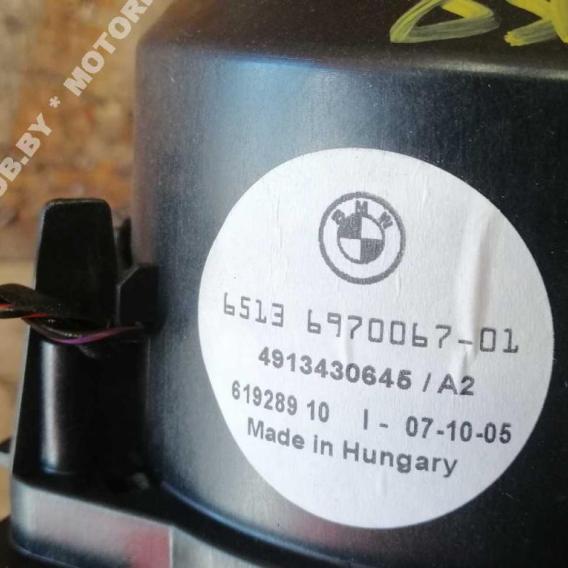 BMW
6513 6970067-01
4913430645 / A2
619289 10 I - 07-10-05
Made in Hungary